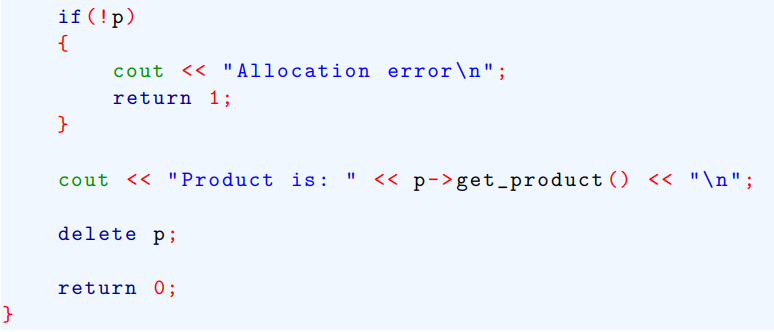 if(!p)
{
cout << "Allocation error\n";
return 1;
}
cout << "Product is: " << p->get_product() << "\n";
delete p;
return 0;
}